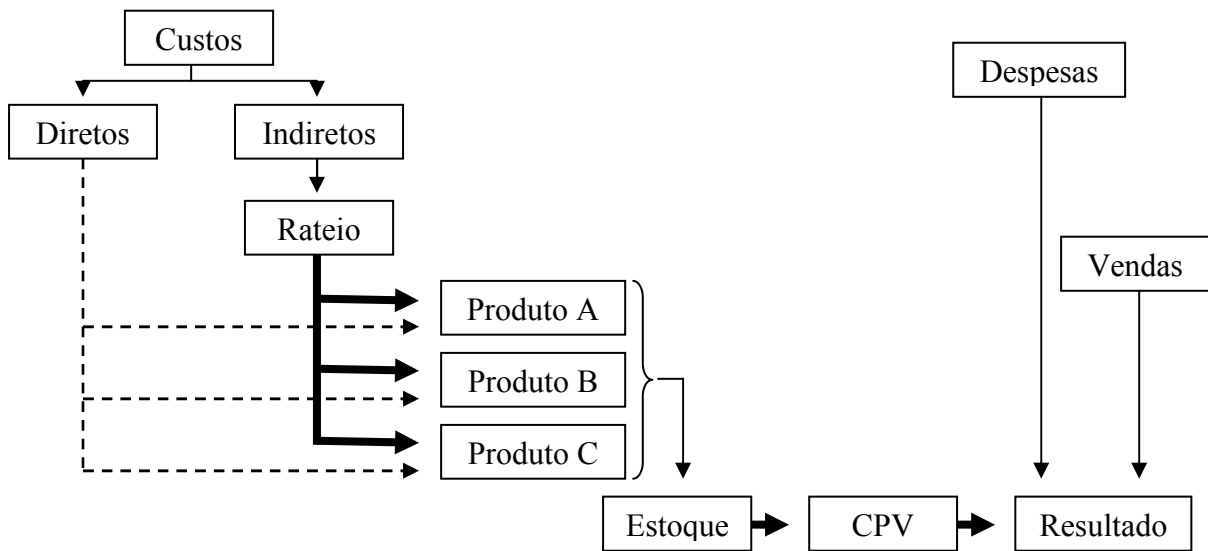 Custos
Despesas
Diretos
Indiretos
Rateio
Vendas
Produto A
Produto B
Produto C
Estoque
CPV
Resultado